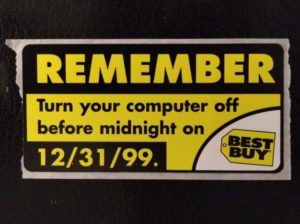 REMEMBER
Turn your computer off
before midnight on
12/31/99.
BEST
BUY